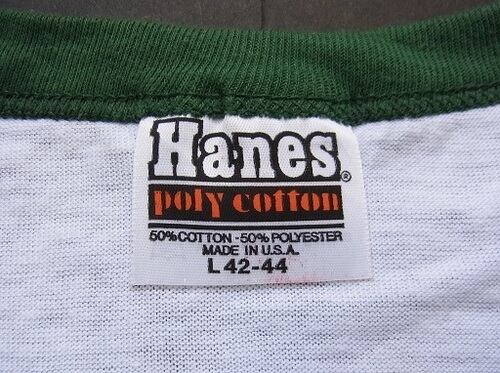 Hanes®
poly cotton
50% COTTON - 50% POLYESTER
MADE IN U.S.A.
L 42-44